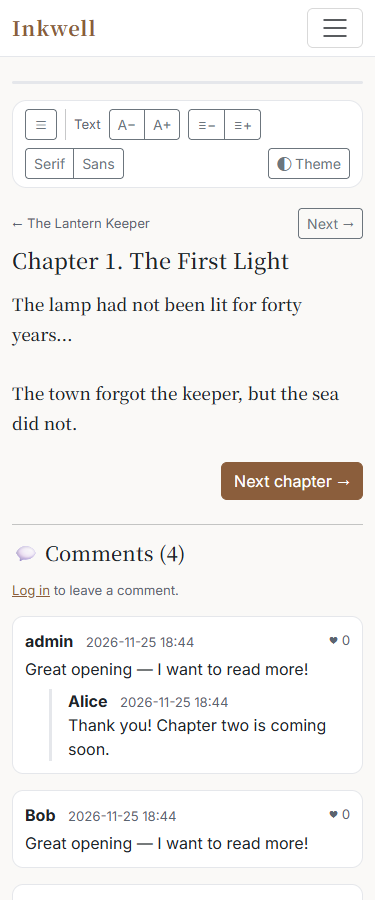 Inkwell
Text A− A+
Serif Sans Theme
← The Lantern Keeper Next →
Chapter 1. The First Light
The lamp had not been lit for forty
years...
The town forgot the keeper, but the sea
did not.
Next chapter →
Comments (4)
Log in to leave a comment.
admin 2026-11-25 18:44 ♥ 0
Great opening — I want to read more!
Alice 2026-11-25 18:44
Thank you! Chapter two is coming
soon.
Bob 2026-11-25 18:44 ♥ 0
Great opening — I want to read more!